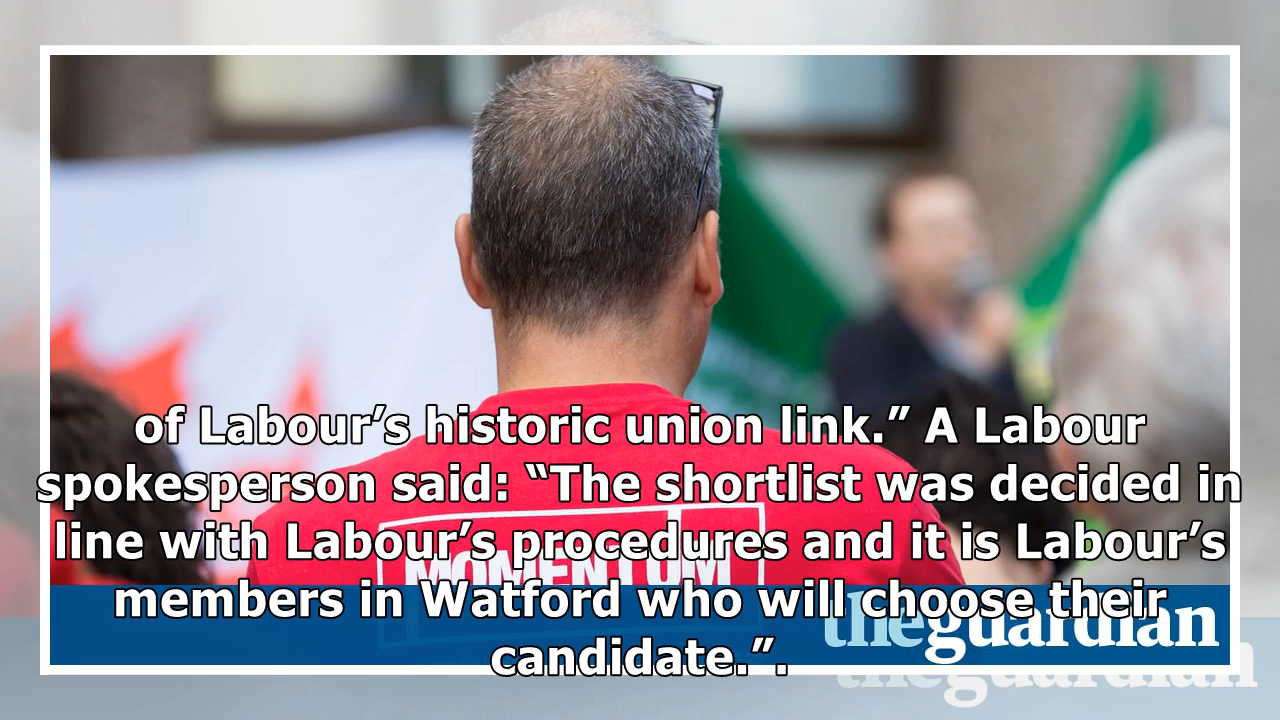 of Labour’s historic union link.” A Labour
spokesperson said: “The shortlist was decided in
line with Labour’s procedures and it is Labour’s
MOMENTUM
members in Watford who will choose their
theguardian
candidate.”.
theguardian